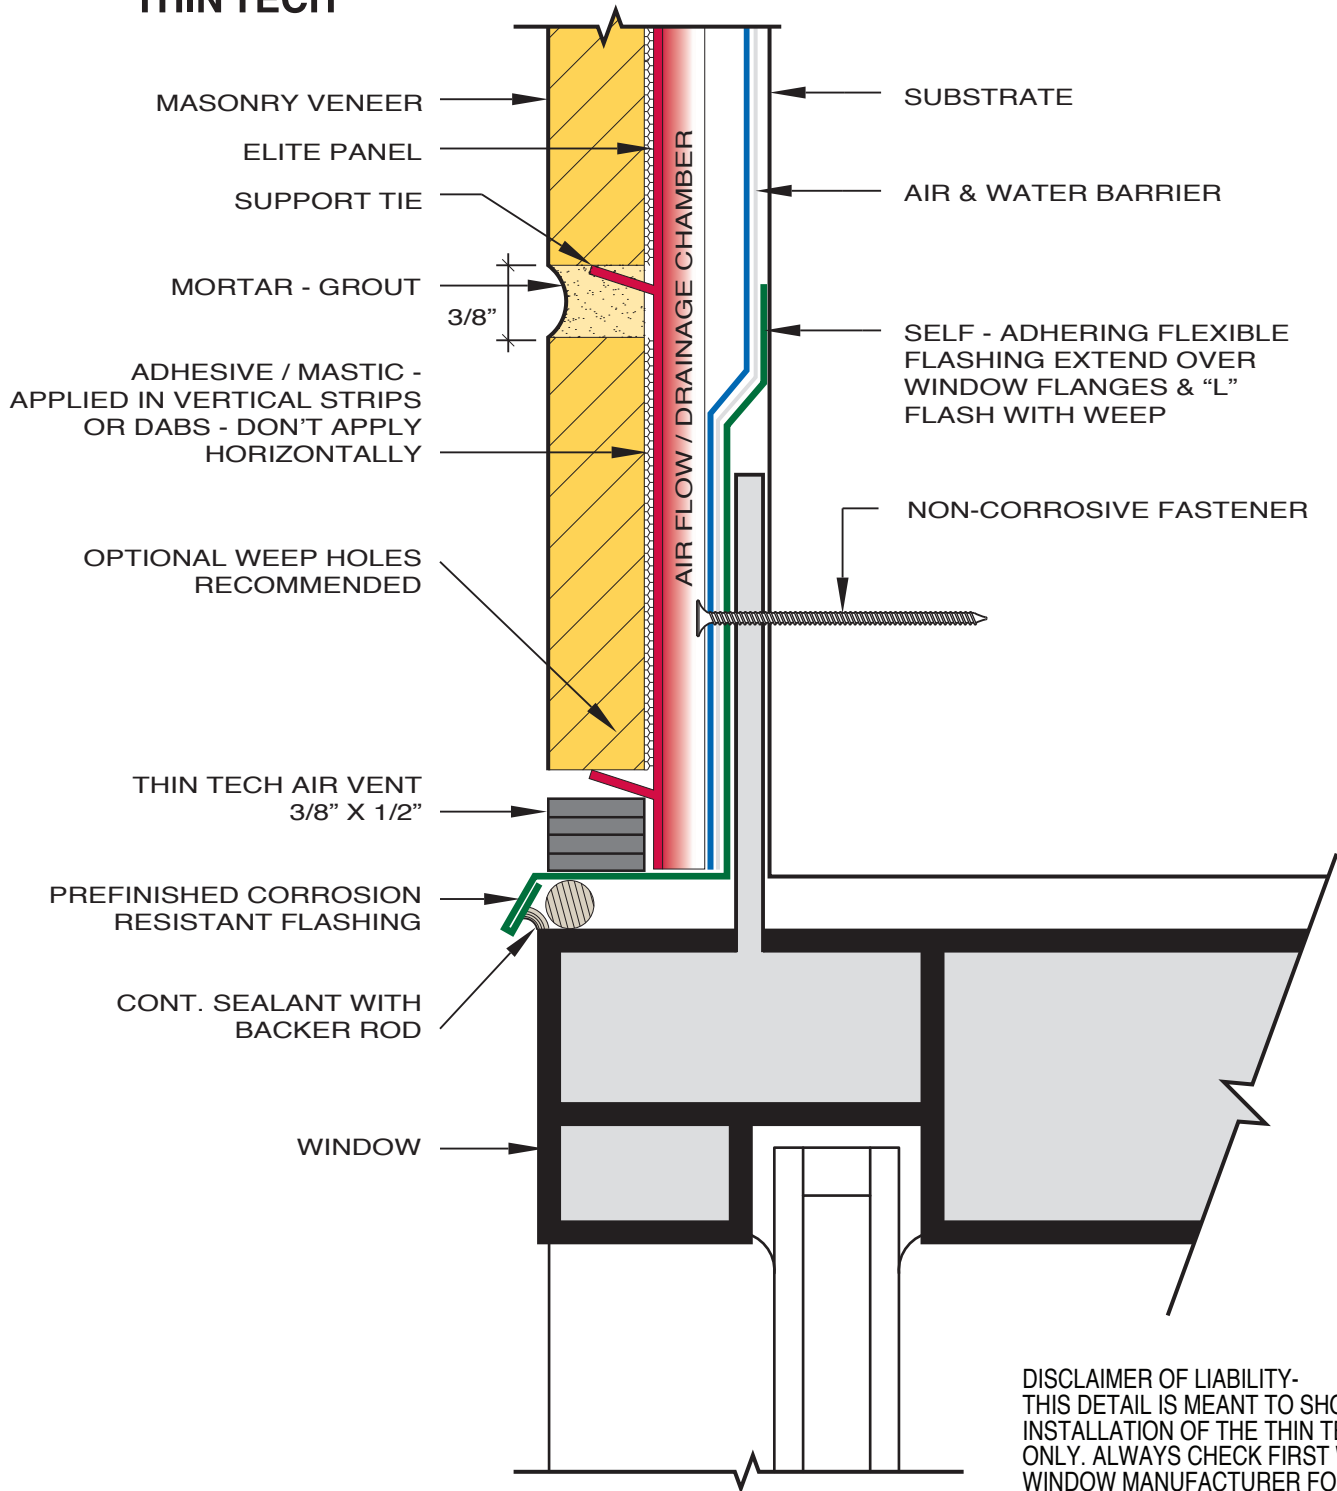 THIN TECH
MASONRY VENEER
ELITE PANEL
SUPPORT TIE
MORTAR - GROUT
3/8”
ADHESIVE / MASTIC -
APPLIED IN VERTICAL STRIPS
OR DABS - DON’T APPLY
HORIZONTALLY
OPTIONAL WEEP HOLES
RECOMMENDED
THIN TECH AIR VENT
3/8” X 1/2”
PREFINISHED CORROSION
RESISTANT FLASHING
CONT. SEALANT WITH
BACKER ROD
WINDOW
AIR FLOW / DRAINAGE CHAMBER
SUBSTRATE
AIR & WATER BARRIER
SELF - ADHERING FLEXIBLE
FLASHING EXTEND OVER
WINDOW FLANGES & “L”
FLASH WITH WEEP
NON-CORROSIVE FASTENER
DISCLAIMER OF LIABILITY-
THIS DETAIL IS MEANT TO
INSTALLATION OF THE THIN
ONLY. ALWAYS CHECK FIRST
WINDOW MANUFACTURER